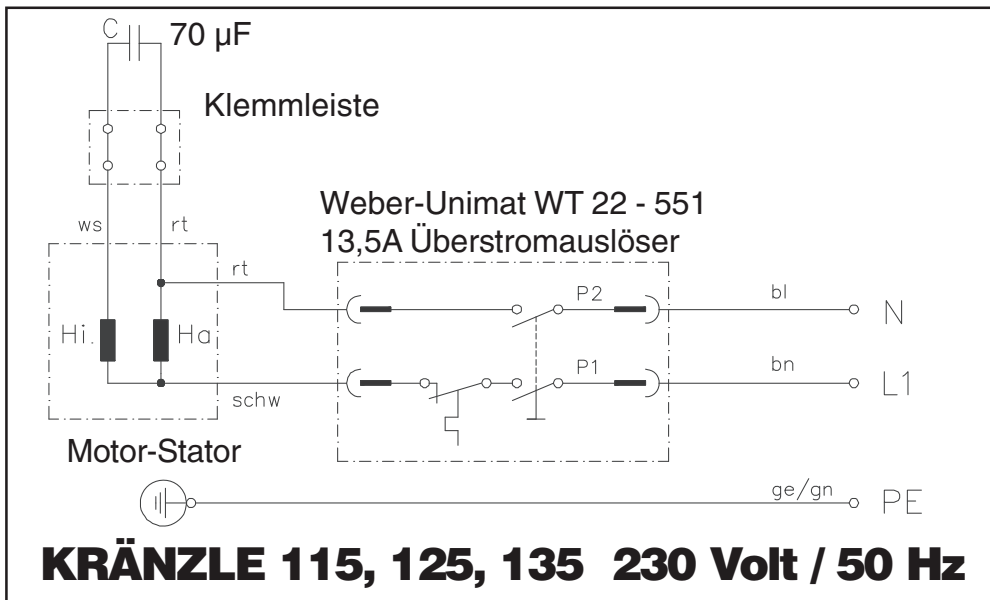 C 70 µF
Klemmleiste
Weber-Unimat WT 22 - 551
13,5A Überstromauslöser
ws rt
rt
P2
bl
N
Hi. Ha
P1
bn
L1
schw
Motor-Stator
ge/gn
PE
KRÄNZLE 115, 125, 135 230 Volt / 50 Hz